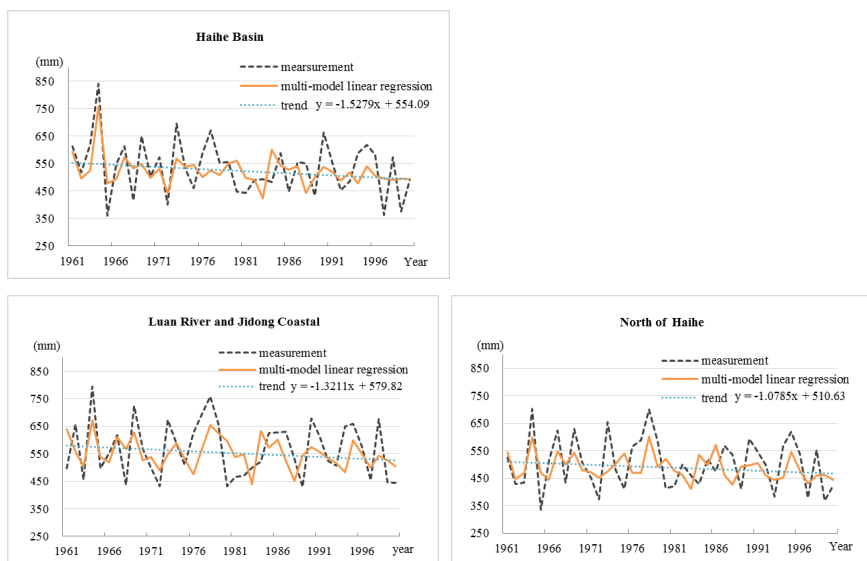 Haihe Basin
(mm)
mearsurement
multi-model linear regression
trend y = -1.5279x + 554.09
850
750
650
550
450
350
250
1961 1966 1971 1976 1981 1986 1991 1996 Year
Luan River and Jidong Coastal
(mm)
measurement
multi-model linear regression
trend y = -1.3211x + 579.82
850
750
650
550
450
350
250
1961 1966 1971 1976 1981 1986 1991 1996 year
North of Haihe
(mm)
measurement
multi-model linear regression
trend y = -1.0785x + 510.63
850
750
650
550
450
350
250
1961 1966 1971 1976 1981 1986 1991 1996 Year